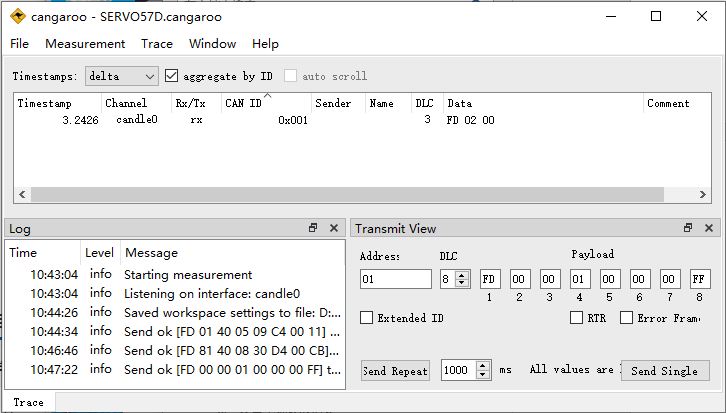 cangaroo - SERVO57D.cangaroo
File Measurement Trace Window Help
Timestamps: delta aggregate by ID auto scroll
Timestamp Channel Rx/Tx CAN ID Sender Name DLC Data Comment
3.2426 candle0 rx 0x001 3 FD 02 00
Log
Time Level Message
10:43:04 info Starting measurement
10:43:04 info Listening on interface: candle0
10:44:26 info Saved workspace settings to file: D:...
10:44:34 info Send ok [FD 01 40 05 09 C4 00 11] ...
10:46:46 info Send ok [FD 81 40 08 30 D4 00 CB]...
10:47:22 info Send ok [FD 00 00 01 00 00 00 FF] t...
Transmit View
Address DLC Payload
01 8 FD 00 00 01 00 00 00 FF
1 2 3 4 5 6 7 8
Extended ID RTR Error Fram
Send Repeat 1000 ms All values are Send Single
Trace